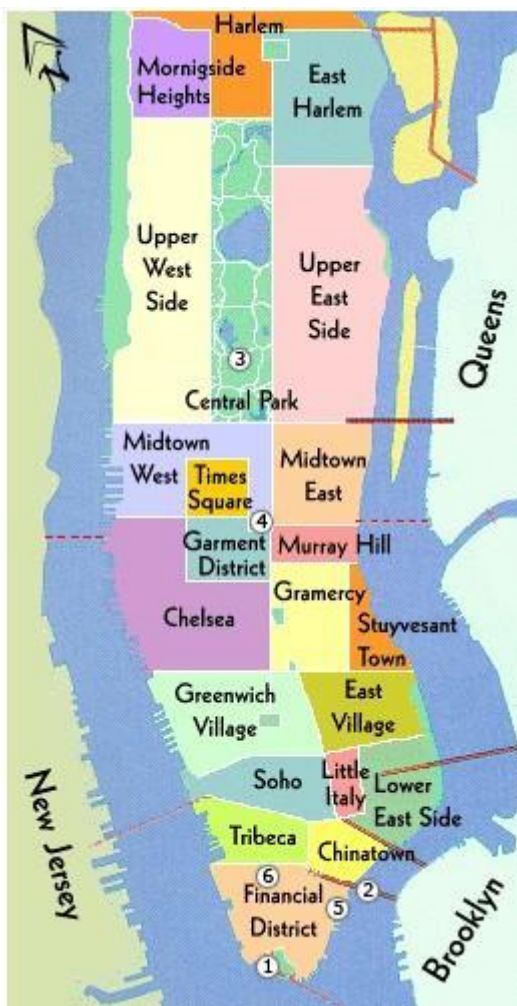 Harlem
Mornigside
Heights
East
Harlem
Upper
West
Side
Upper
East
Side
Queens
3
Central Park
Midtown
West
Times
Square
Midtown
East
4
Garment
District
Murray Hill
Gramercy
Chelsea
Stuyvesant
Town
Greenwich
Village
East
Village
Soho
Little
Italy
Lower
East Side
New Jersey
Tribeca
Chinatown
6
2
Financial
District
5
Brooklyn
1